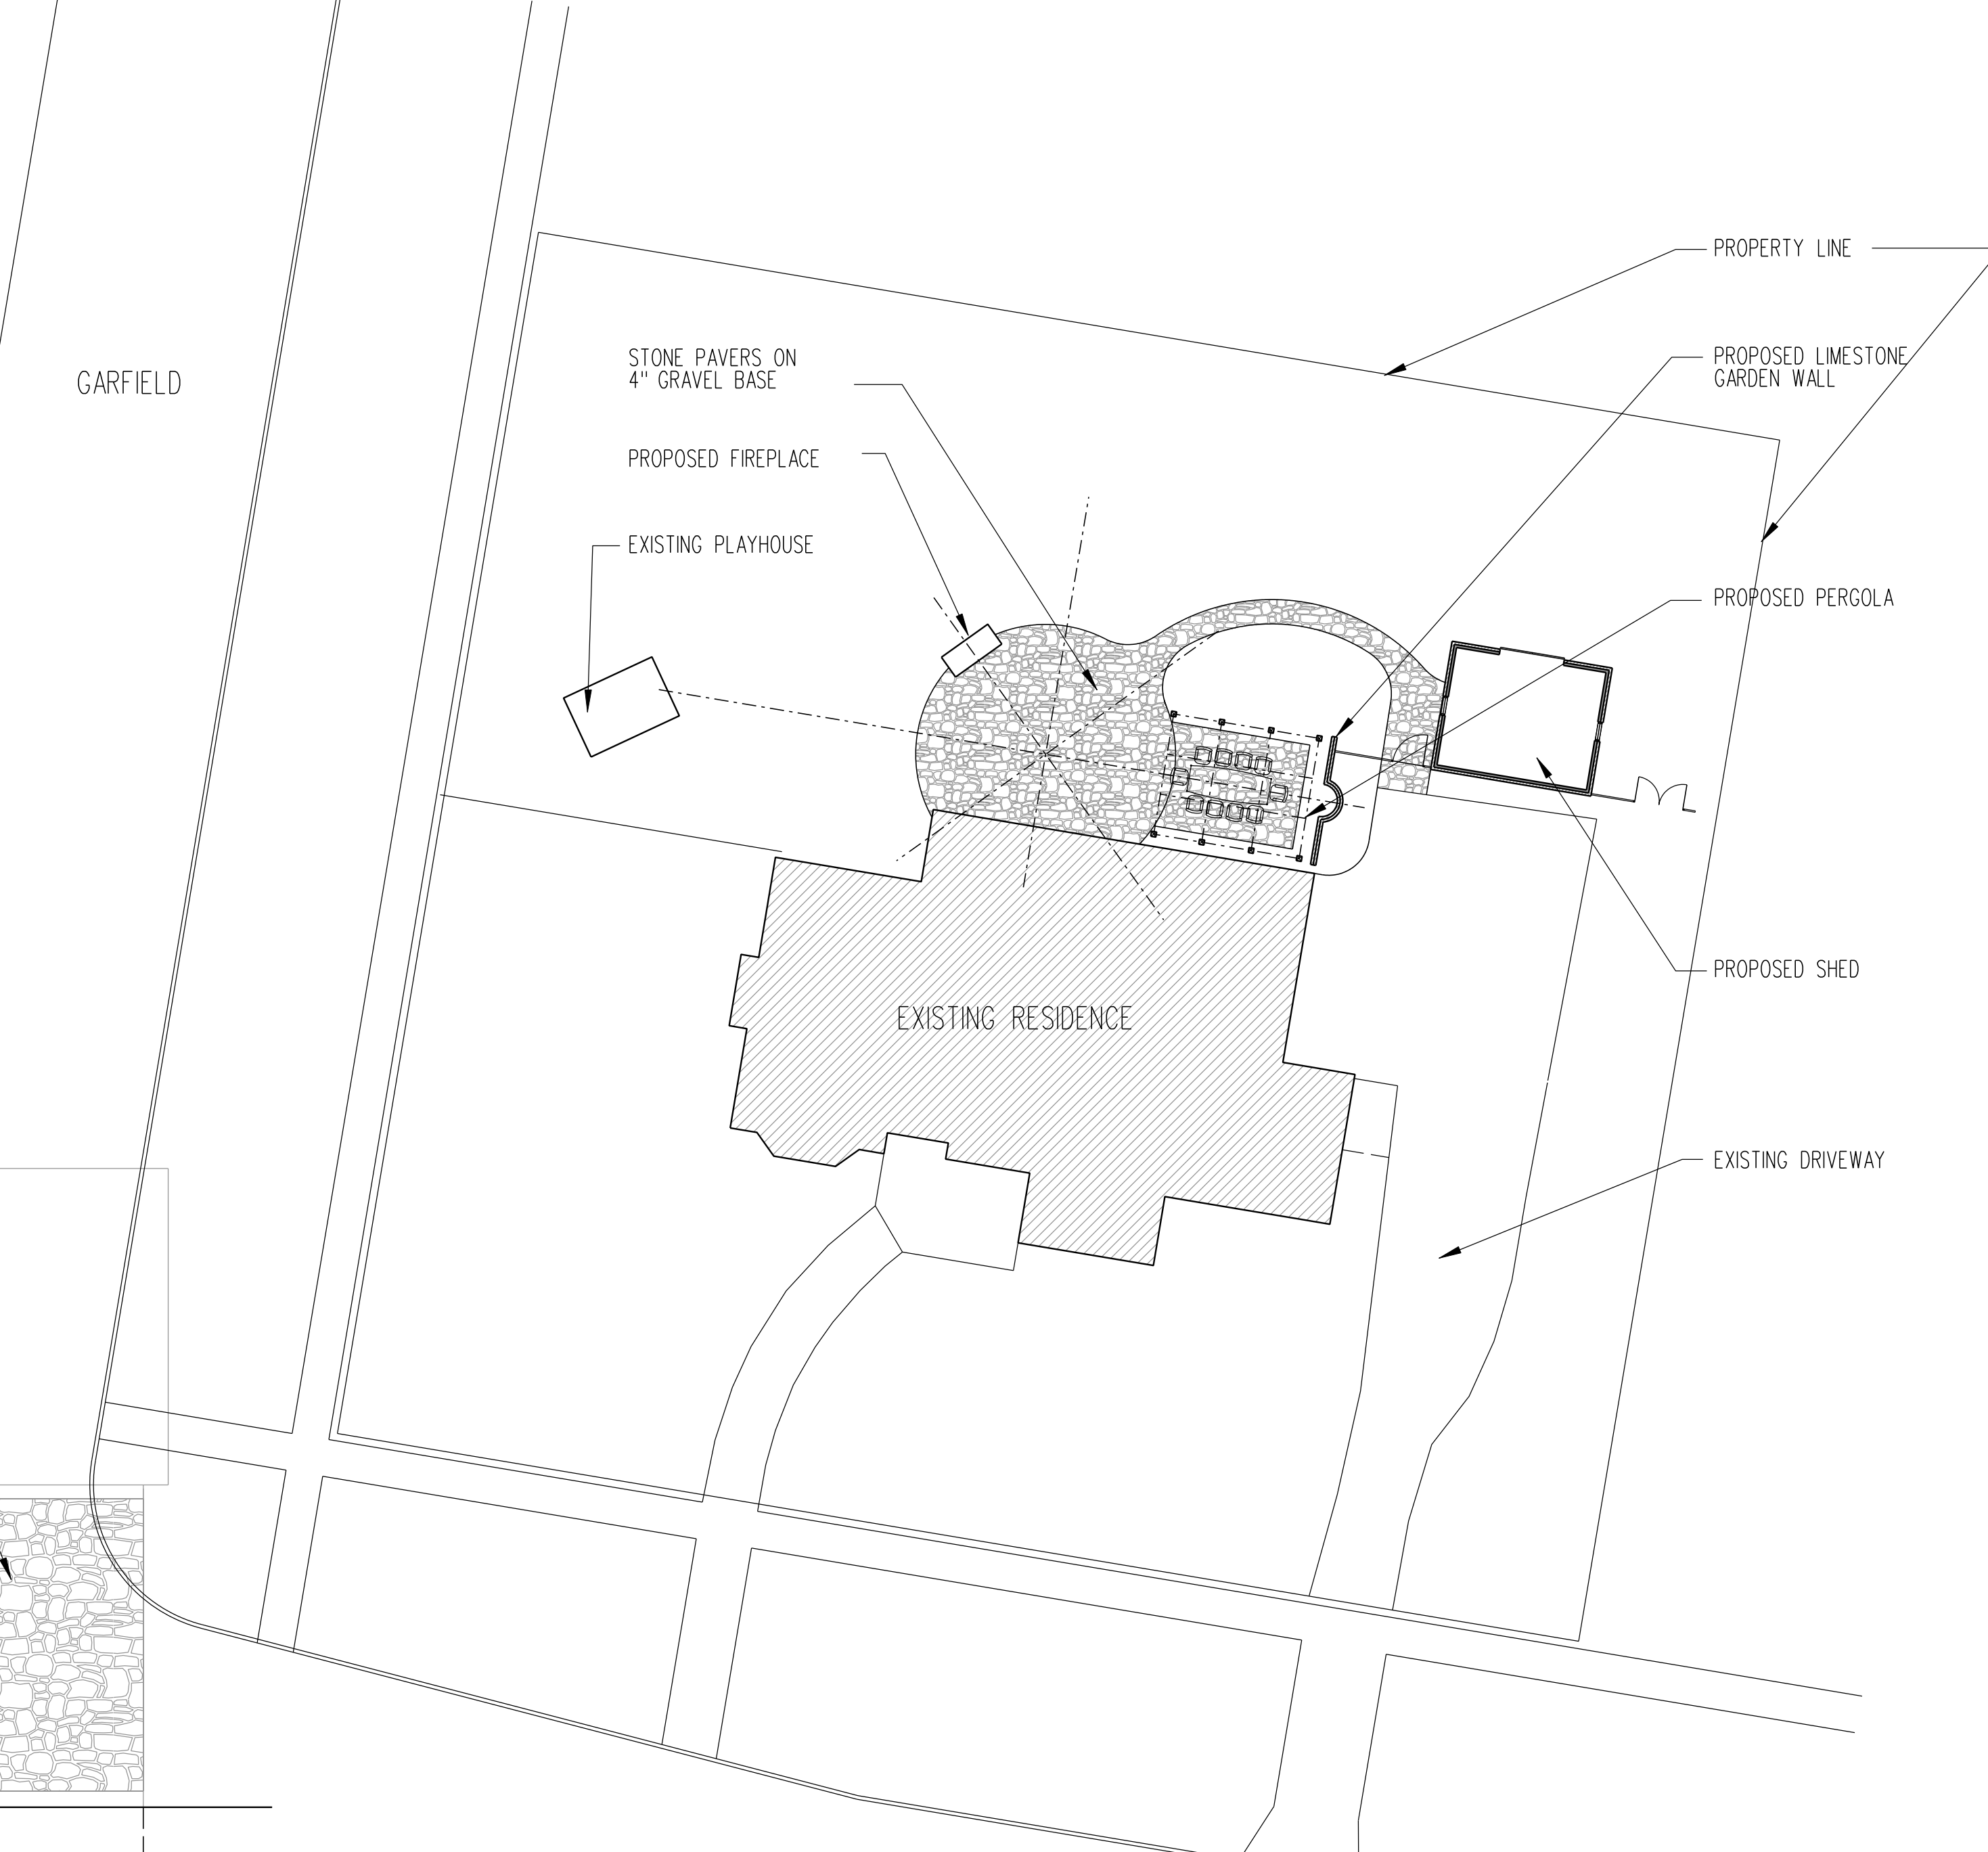 PROPERTY LINE
GARFIELD
STONE PAVERS ON
4" GRAVEL BASE
PROPOSED LIMESTONE
GARDEN WALL
PROPOSED FIREPLACE
EXISTING PLAYHOUSE
PROPOSED PERGOLA
PROPOSED SHED
EXISTING RESIDENCE
EXISTING DRIVEWAY